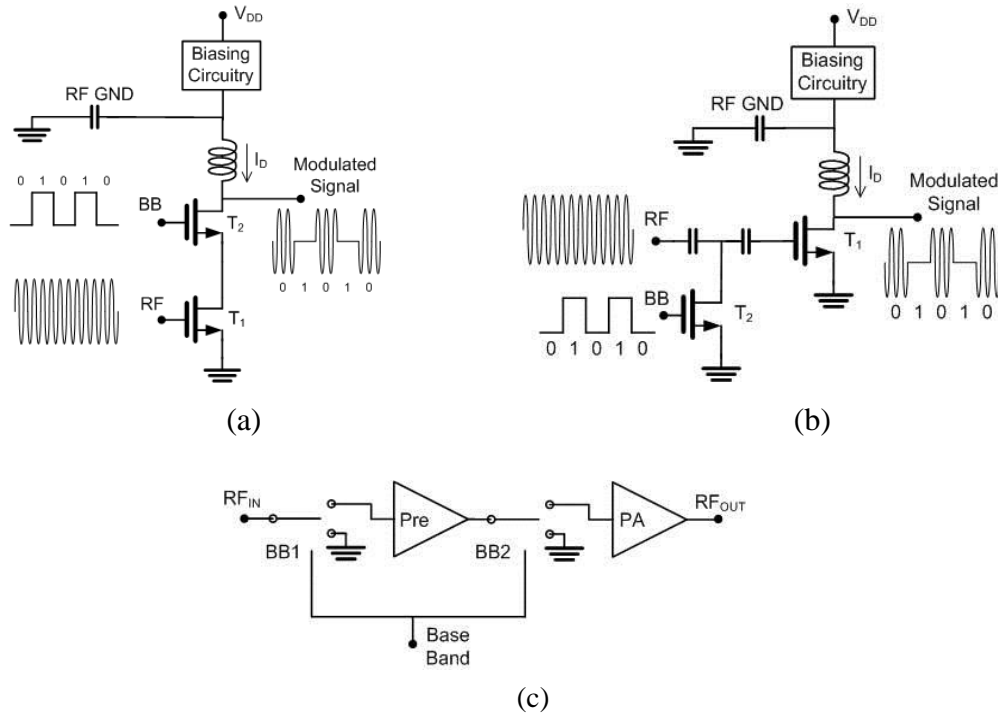 V_DD
Biasing
Circuitry
RF GND
I_D
Modulated
Signal
0 1 0 1 0
BB
T_2
0 1 0 1 0
RF
T_1
(a)
V_DD
Biasing
Circuitry
RF GND
I_D
Modulated
Signal
RF
T_1
BB
T_2
0 1 0 1 0
0 1 0 1 0
(b)
RF_IN
Pre
PA
RF_OUT
BB1
BB2
Base
Band
(c)